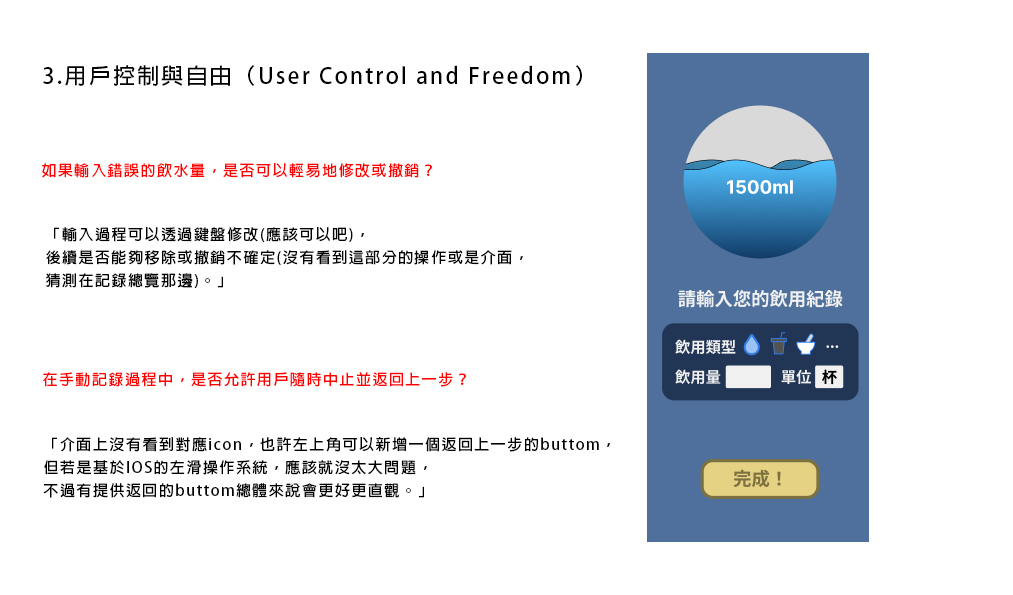 3.用戶控制與自由（User Control and Freedom）
如果輸入錯誤的飲水量，是否可以輕易地修改或撤銷？
「輸入過程可以透過鍵盤修改(應該可以吧)，
後續是否能夠移除或撤銷不確定(沒有看到這部分的操作或是介面，
猜測在記錄總覽那邊)。」
在手動記錄過程中，是否允許用戶隨時中止並返回上一步？
「介面上沒有看到對應icon，也許左上角可以新增一個返回上一步的buttom，
但若是基於IOS的左滑操作系統，應該就沒太大問題，
不過有提供返回的buttom總體來說會更好更直觀。」
1500ml
請輸入您的飲用紀錄
飲用類型 ...
飲用量 單位 杯
完成！